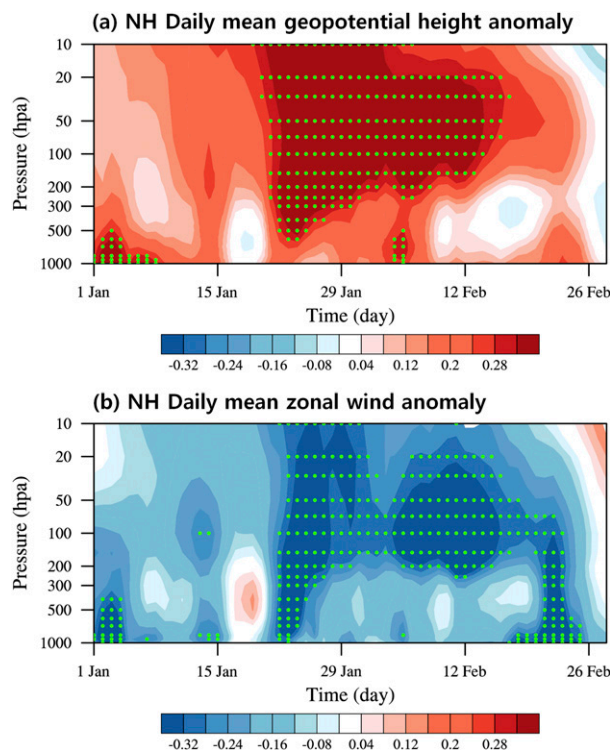 (a) NH Daily mean geopotential height anomaly
10
20
50
100
200
300
500
1000
Pressure (hpa)
1 Jan 15 Jan 29 Jan 12 Feb 26 Feb
Time (day)
-0.32 -0.24 -0.16 -0.08 0.04 0.12 0.2 0.28
(b) NH Daily mean zonal wind anomaly
10
20
50
100
200
300
500
1000
Pressure (hpa)
1 Jan 15 Jan 29 Jan 12 Feb 26 Feb
Time (day)
-0.32 -0.24 -0.16 -0.08 0.04 0.12 0.2 0.28